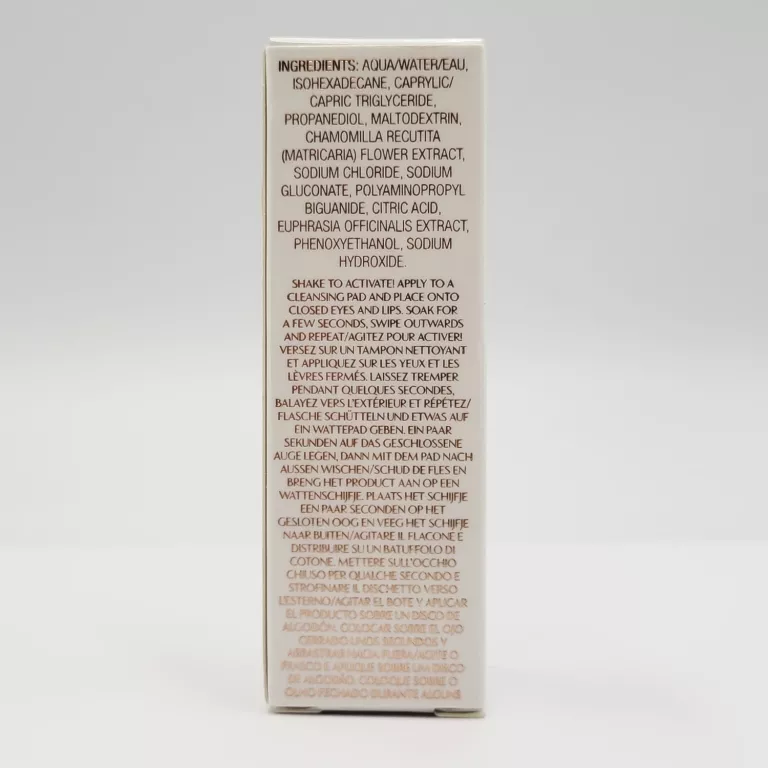 INGREDIENTS: AQUA/WATER/EAU,
ISOHEXADECANE, CAPRYLIC/
CAPRIC TRIGLYCERIDE,
PROPANEDIOL, MALTODEXTRIN,
CHAMOMILLA RECUTITA
(MATRICARIA) FLOWER EXTRACT,
SODIUM CHLORIDE, SODIUM
GLUCONATE, POLYAMINOPROPYL
BIGUANIDE, CITRIC ACID,
EUPHRASIA OFFICINALIS EXTRACT,
PHENOXYETHANOL, SODIUM
HYDROXIDE.
SHAKE TO ACTIVATE! APPLY TO A
CLEANSING PAD AND PLACE ONTO
CLOSED EYES AND LIPS. SOAK FOR
A FEW SECONDS, SWIPE OUTWARDS
AND REPEAT/AGITEZ POUR ACTIVER!
VERSEZ SUR UN TAMPON NETTOYANT
ET APPLIQUEZ SUR LES YEUX ET LES
LÈVRES FERMÉS. LAISSEZ TREMPER
PENDANT QUELQUES SECONDES,
BALAYEZ VERS L'EXTÉRIEUR ET RÉPÉTEZ/
FLASCHE SCHÜTTELN UND ETWAS AUF
EIN WATTEPAD GEBEN. EIN PAAR
SEKUNDEN AUF DAS GESCHLOSSENE
AUGE LEGEN, DANN MIT DEM PAD NACH
AUSSEN WISCHEN/SCHUD DE FLES EN
BRENG HET PRODUCT AAN OP EEN
WATTENSCHIJFJE. PLAATS HET SCHIJFJE
EEN PAAR SECONDEN OP HET
GESLOTEN OOG EN VEEG HET SCHIJFJE
NAAR BUITEN/AGITARE IL FLACONE E
DISTRIBUIRE SU UN BATUFFOLO DI
COTONE. METTERE SULL'OCCHIO
CHIUSO PER QUALCHE SECONDO E
STROFINARE IL DISCHETTO VERSO
L'ESTERNO/AGITAR EL BOTE Y APLICAR
EL PRODUCTO SOBRE UN DISCO DE
ALGODÓN. COLOCAR SOBRE EL OJO
CERRADO UNOS SEGUNDOS Y
ARRASTRAR HACIA FUERA/AGITE O
FRASCO E APLIQUE SOBRE UM DISCO
DE ALGODÃO. COLOQUE SOBRE O
OLHO FECHADO DURANTE ALGUNS